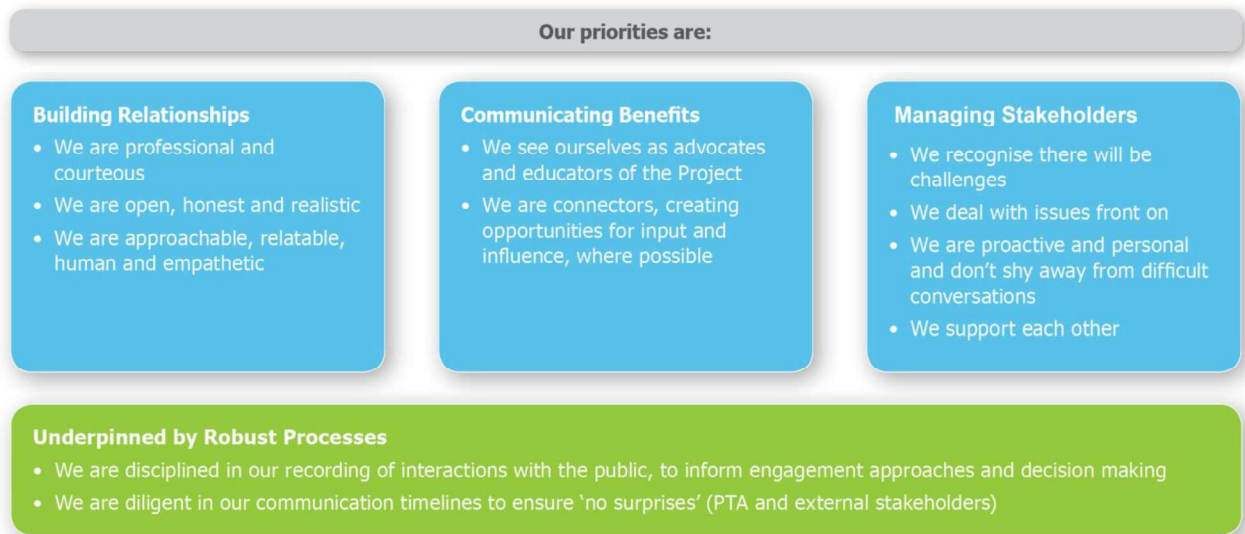 Our priorities are:
Building Relationships
• We are professional and
courteous
• We are open, honest and realistic
• We are approachable, relatable,
human and empathetic
Communicating Benefits
• We see ourselves as advocates
and educators of the Project
• We are connectors, creating
opportunities for input and
influence, where possible
Managing Stakeholders
• We recognise there will be
challenges
• We deal with issues front on
• We are proactive and personal
and don't shy away from difficult
conversations
• We support each other
Underpinned by Robust Processes
• We are disciplined in our recording of interactions with the public, to inform engagement approaches and decision making
• We are diligent in our communication timelines to ensure ‘no surprises’ (PTA and external stakeholders)